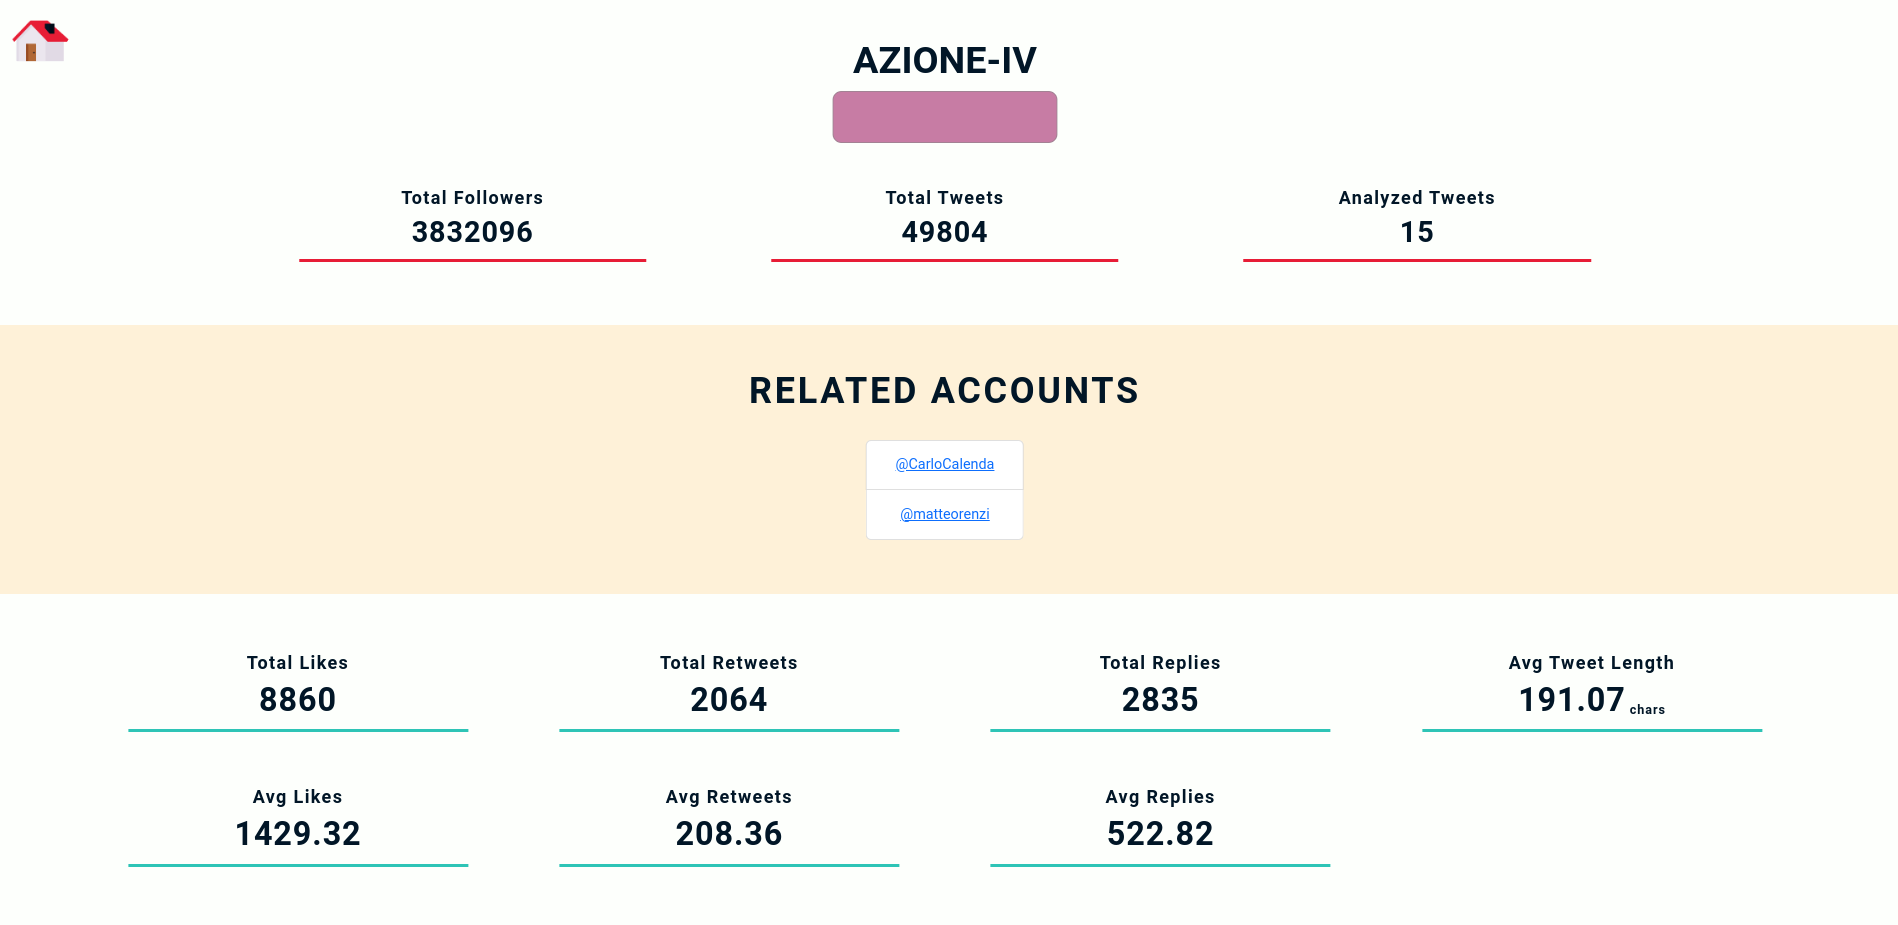 AZIONE-IV
Total Followers
3832096
Total Tweets
49804
Analyzed Tweets
15
RELATED ACCOUNTS
@CarloCalenda
@matteorenzi
Total Likes
8860
Total Retweets
2064
Total Replies
2835
Avg Tweet Length
191.07 chars
Avg Likes
1429.32
Avg Retweets
208.36
Avg Replies
522.82